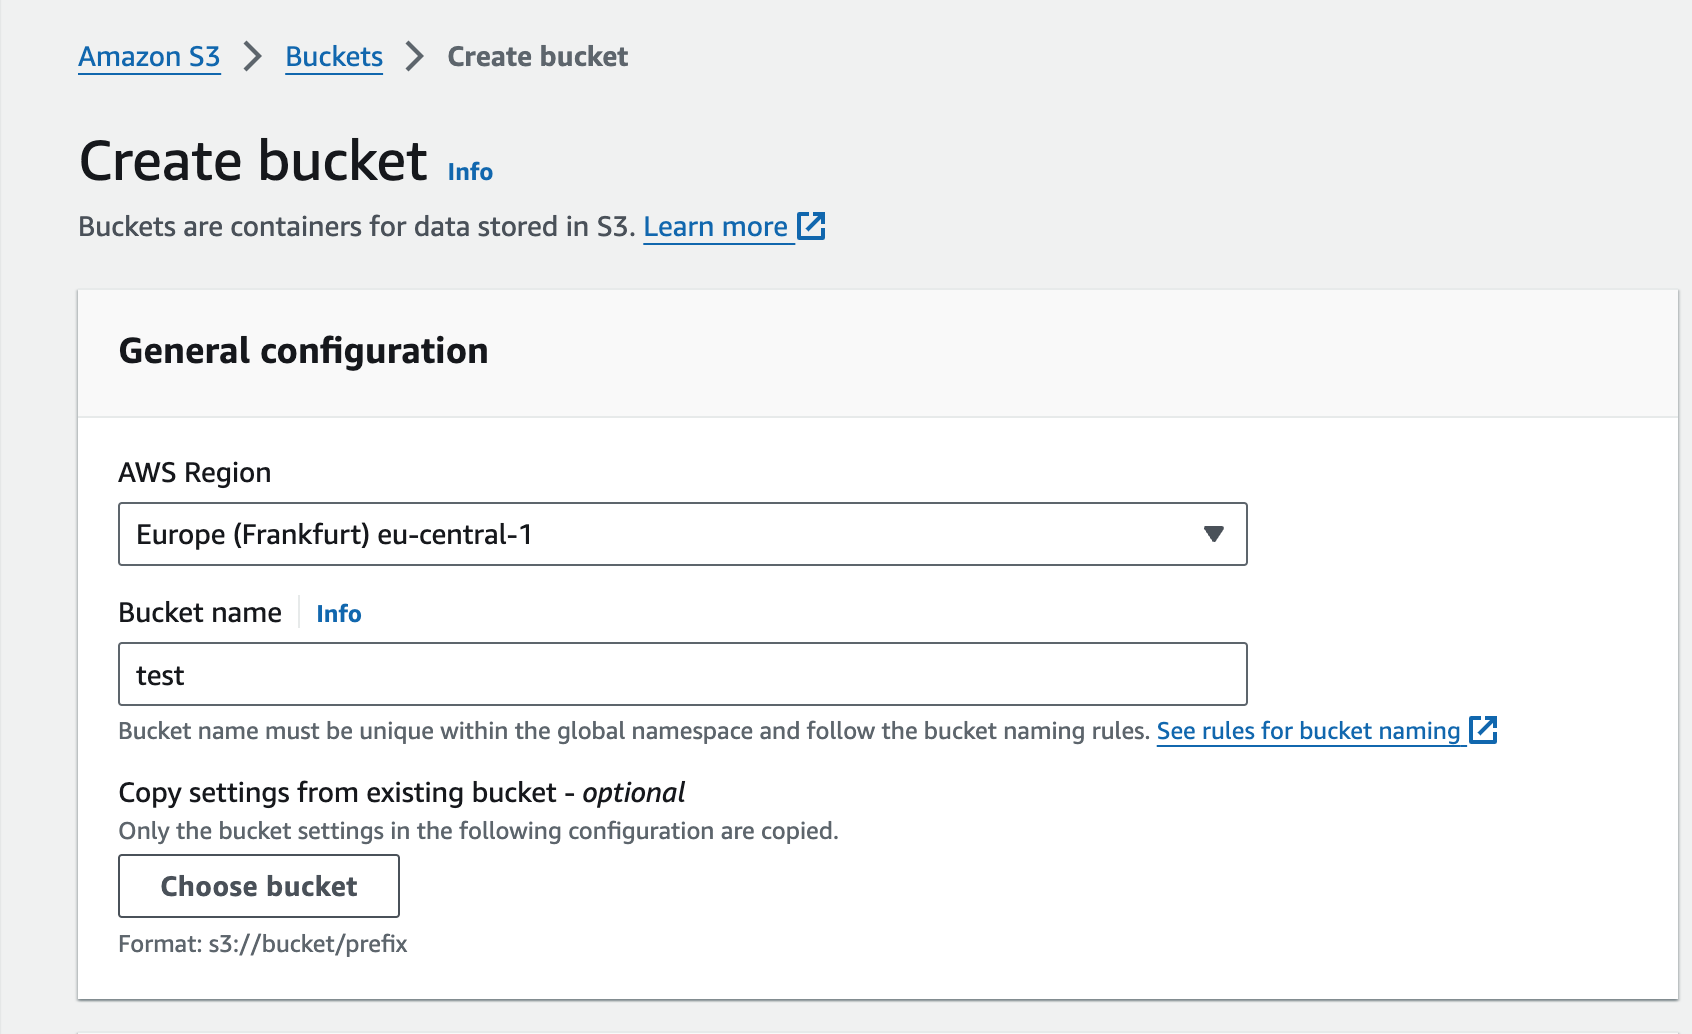 Amazon S3 > Buckets > Create bucket
Create bucket Info
Buckets are containers for data stored in S3. Learn more
General configuration
AWS Region
Europe (Frankfurt) eu-central-1
Bucket name Info
test
Bucket name must be unique within the global namespace and follow the bucket naming rules. See rules for bucket naming
Copy settings from existing bucket - optional
Only the bucket settings in the following configuration are copied.
Choose bucket
Format: s3://bucket/prefix